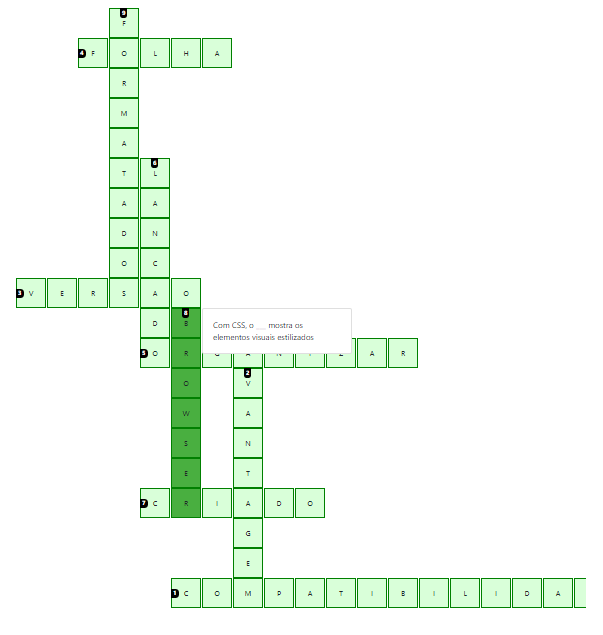 9
F
4 F O L H A
R
M
A
T 6 L
A A
D N
O C
3 V E R S A O
D 8 B
Com CSS, o __ mostra os
elementos visuais estilizados
5 O R G A N I Z A R
O 2 V
W A
S N
E T
7 C R I A D O
G
E
1 C O M P A T I B I L I D A